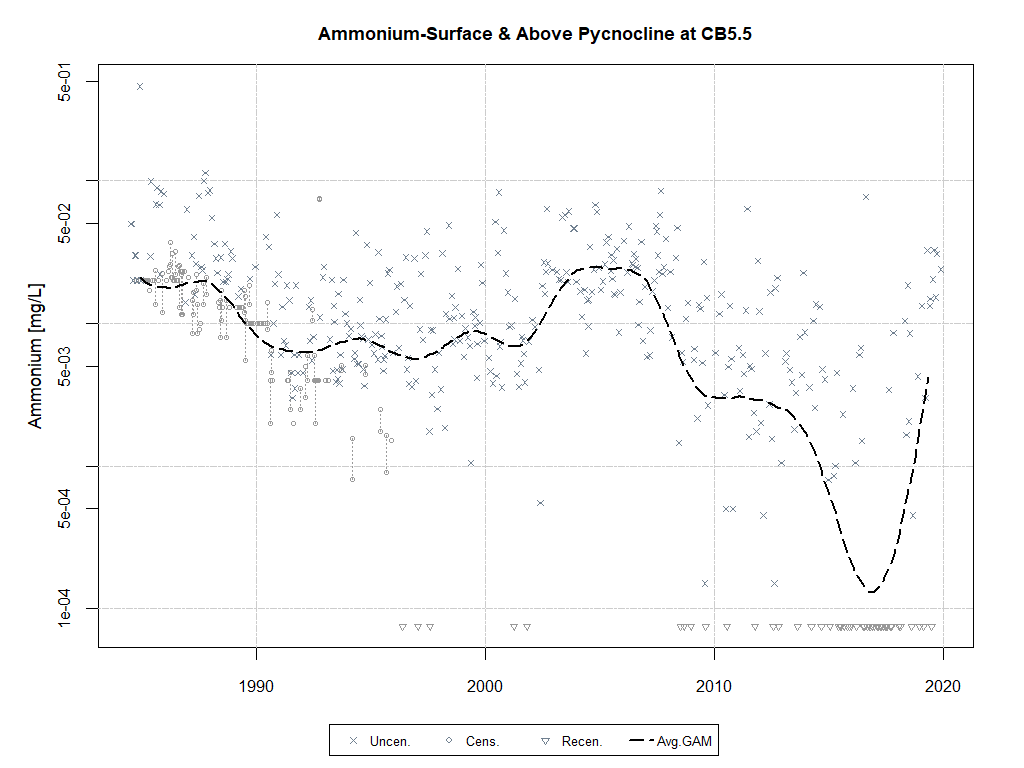 Ammonium-Surface & Above Pycnocline at CB5.5
Ammonium [mg/L]
5e-01
5e-02
5e-03
5e-04
1e-04
1990 2000 2010 2020
Uncen. Cens. Recen. Avg.GAM